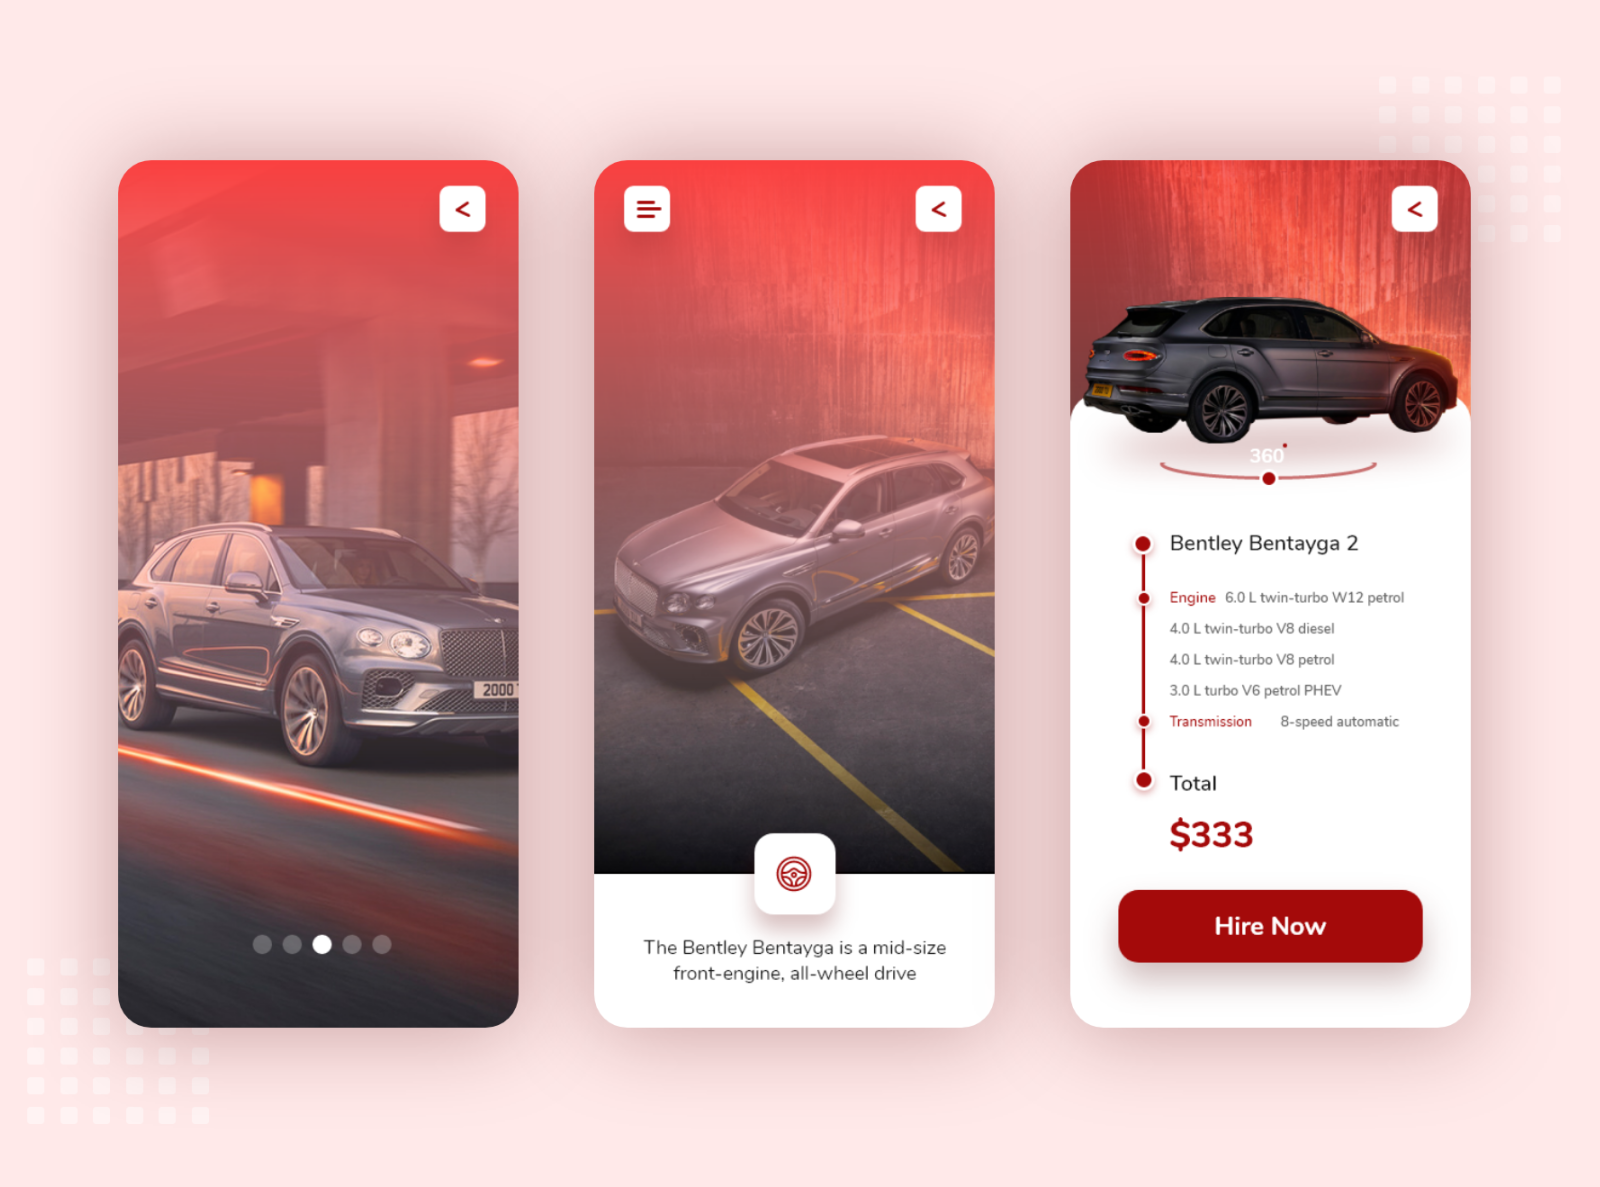 2000
The Bentley Bentayga is a mid-size
front-engine, all-wheel drive
360°
Bentley Bentayga 2
Engine 6.0 L twin-turbo W12 petrol
4.0 L twin-turbo V8 diesel
4.0 L twin-turbo V8 petrol
3.0 L turbo V6 petrol PHEV
Transmission 8-speed automatic
Total
$333
Hire Now